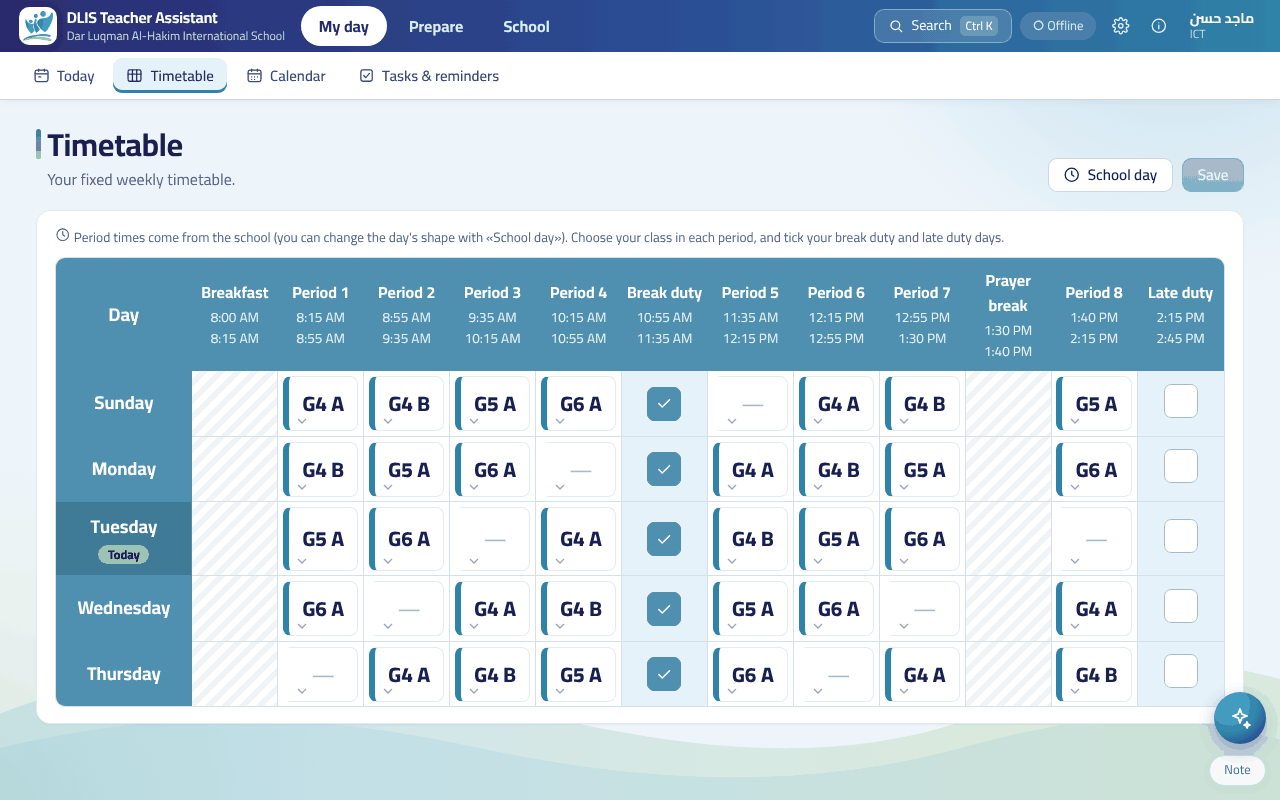 DLIS Teacher Assistant
Dar Luqman Al-Hakim International School
My day
Prepare
School
Search Ctrl K
Offline
ماجد حسن
ICT
Today
Timetable
Calendar
Tasks & reminders
Timetable
Your fixed weekly timetable.
School day
Save
Period times come from the school (you can change the day's shape with «School day»). Choose your class in each period, and tick your break duty and late duty days.
Day
Breakfast 8:00 AM 8:15 AM
Period 1 8:15 AM 8:55 AM
Period 2 8:55 AM 9:35 AM
Period 3 9:35 AM 10:15 AM
Period 4 10:15 AM 10:55 AM
Break duty 10:55 AM 11:35 AM
Period 5 11:35 AM 12:15 PM
Period 6 12:15 PM 12:55 PM
Period 7 12:55 PM 1:30 PM
Prayer break 1:30 PM 1:40 PM
Period 8 1:40 PM 2:15 PM
Late duty 2:15 PM 2:45 PM
Sunday G4 A G4 B G5 A G6 A — G4 A G4 B G5 A
Monday G4 B G5 A G6 A — G4 A G4 B G5 A G6 A
Tuesday Today G5 A G6 A — G4 A G4 B G5 A G6 A —
Wednesday G6 A — G4 A G4 B G5 A G6 A — G4 A
Thursday — G4 A G4 B G5 A G6 A — G4 A G4 B
Note